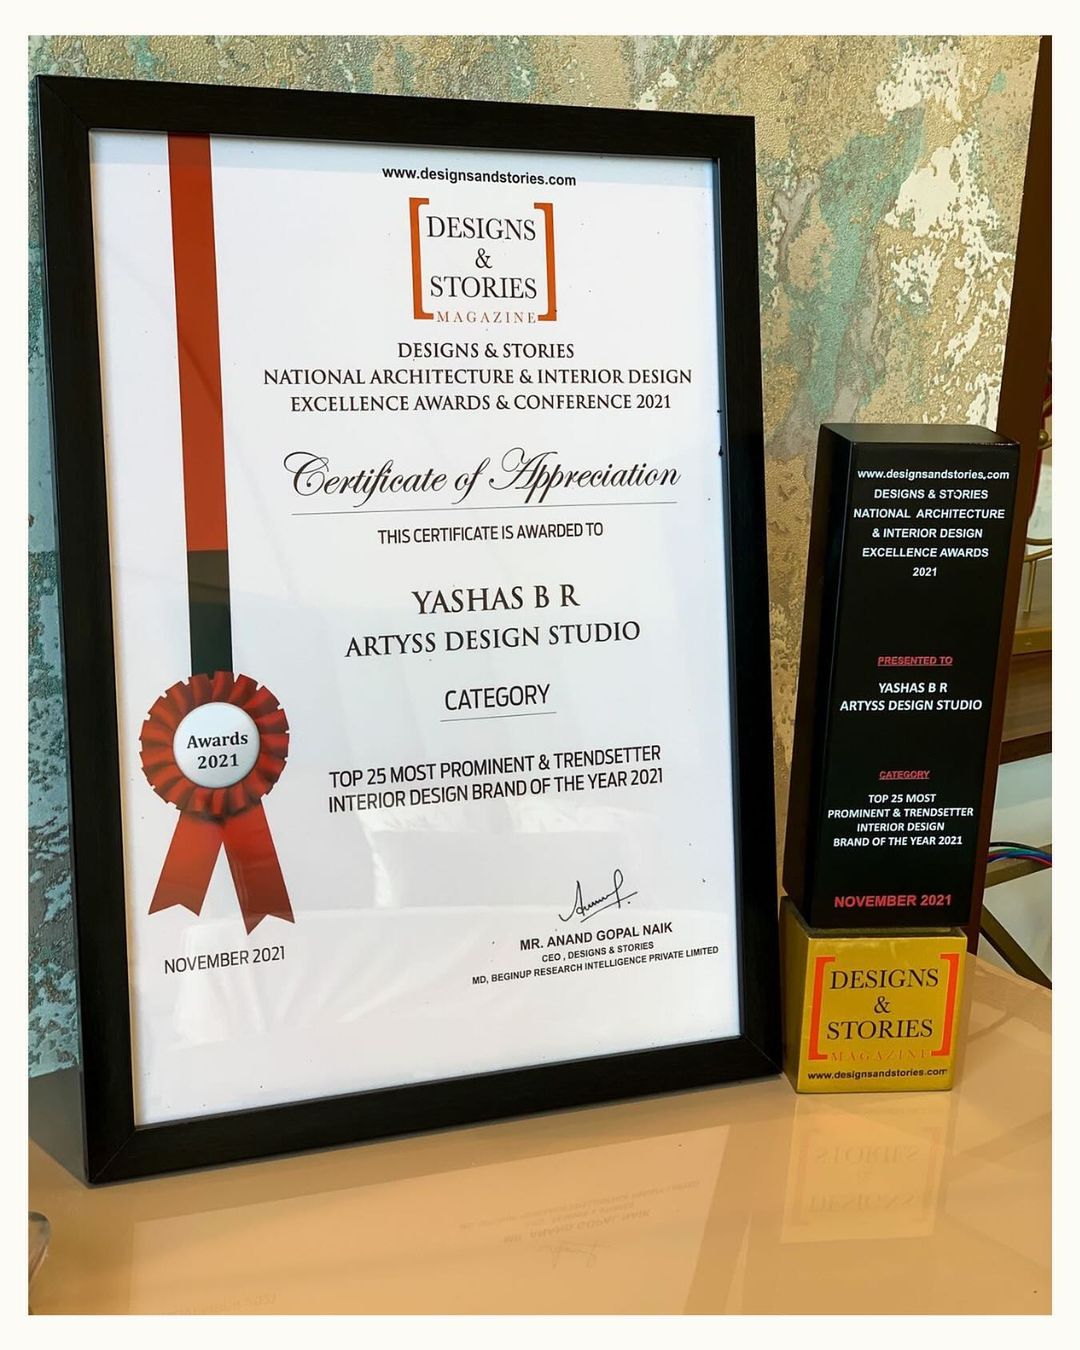 www.designsandstories.com
DESIGNS
&
STORIES
MAGAZINE
DESIGNS & STORIES
NATIONAL ARCHITECTURE & INTERIOR DESIGN
EXCELLENCE AWARDS & CONFERENCE 2021
Certificate of Appreciation
THIS CERTIFICATE IS AWARDED TO
YASHAS B R
ARTYSS DESIGN STUDIO
CATEGORY
TOP 25 MOST PROMINENT & TRENDSETTER
INTERIOR DESIGN BRAND OF THE YEAR 2021
Awards
2021
NOVEMBER 2021
MR. ANAND GOPAL NAIK
CEO , DESIGNS & STORIES
MD, BEGINUP RESEARCH INTELLIGENCE PRIVATE LIMITED
www.designsandstories.com
DESIGNS & STORIES
NATIONAL ARCHITECTURE
& INTERIOR DESIGN
EXCELLENCE AWARDS
2021
PRESENTED TO
YASHAS B R
ARTYSS DESIGN STUDIO
CATEGORY
TOP 25 MOST
PROMINENT & TRENDSETTER
INTERIOR DESIGN
BRAND OF THE YEAR 2021
NOVEMBER 2021
DESIGNS
&
STORIES
MAGAZINE
www.designsandstories.com